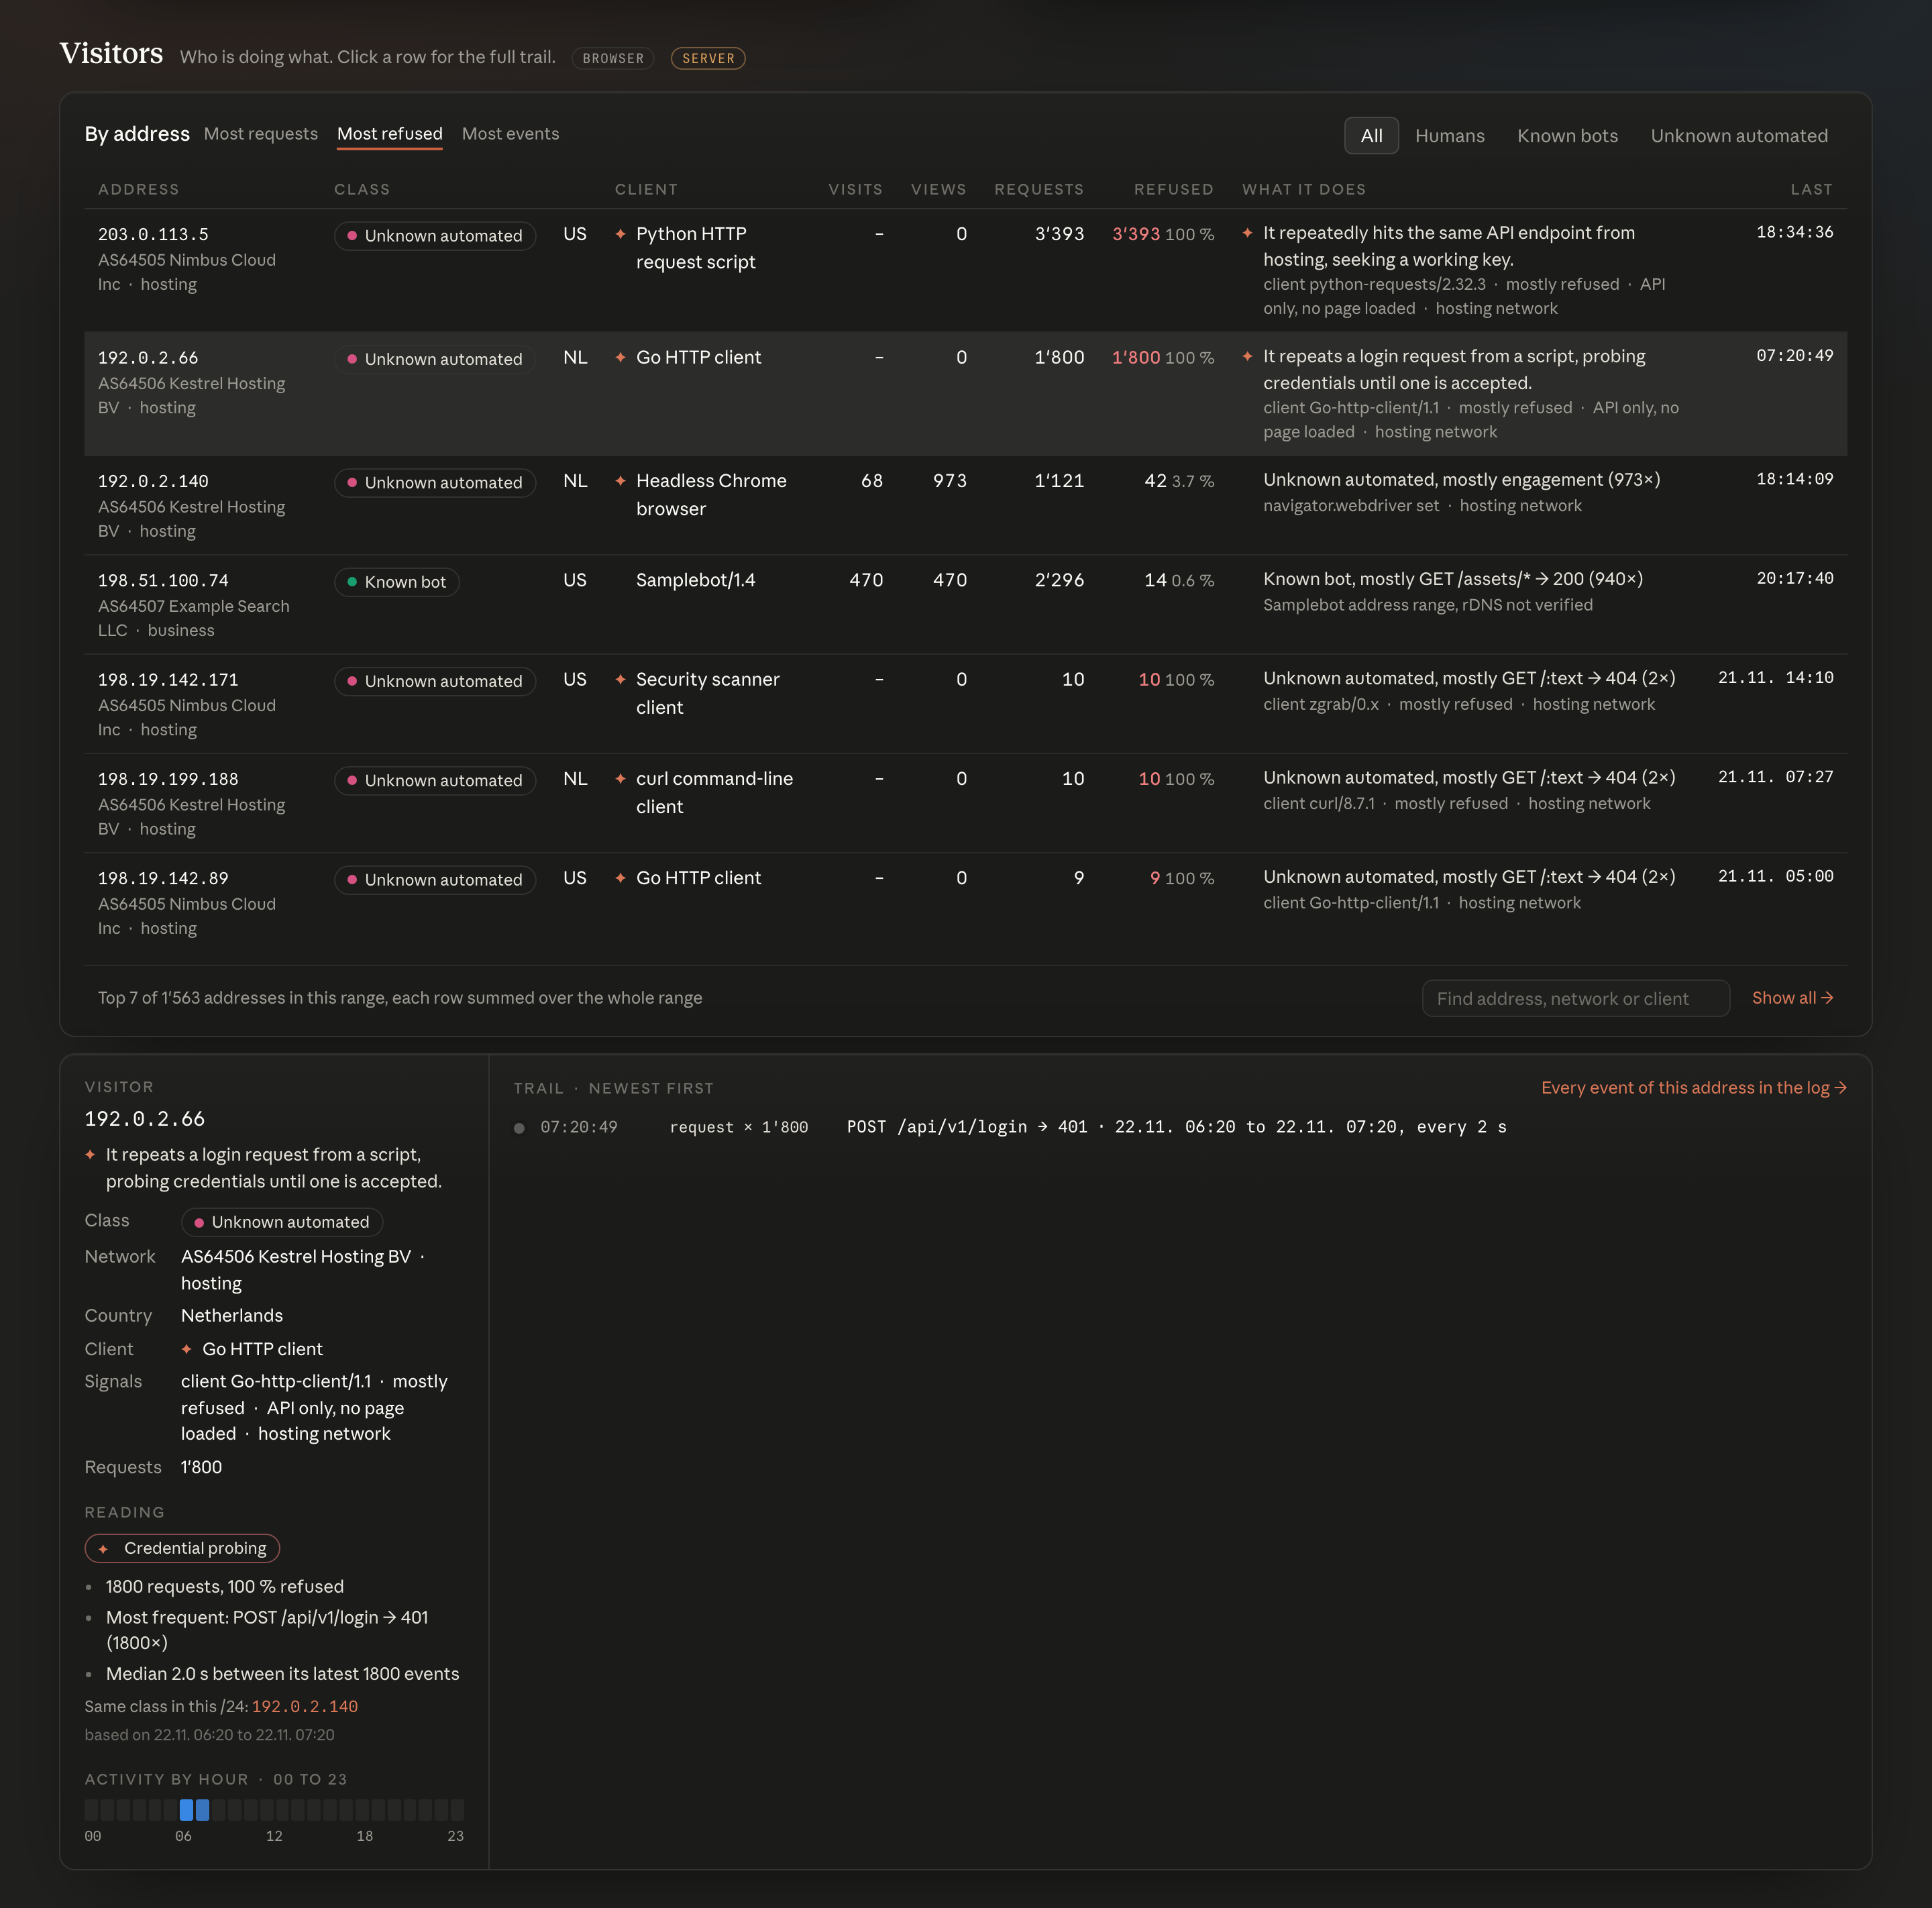 Visitors Who is doing what. Click a row for the full trail. BROWSER SERVER
By address Most requests Most refused Most events All Humans Known bots Unknown automated
ADDRESS CLASS CLIENT VISITS VIEWS REQUESTS REFUSED WHAT IT DOES LAST
203.0.113.5 Unknown automated US ✦ Python HTTP – 0 3’393 3’393 100 % ✦ It repeatedly hits the same API endpoint from 18:34:36
AS64505 Nimbus Cloud request script hosting, seeking a working key.
Inc · hosting client python-requests/2.32.3 · mostly refused · API
only, no page loaded · hosting network
192.0.2.66 Unknown automated NL ✦ Go HTTP client – 0 1’800 1’800 100 % ✦ It repeats a login request from a script, probing 07:20:49
AS64506 Kestrel Hosting credentials until one is accepted.
BV · hosting client Go-http-client/1.1 · mostly refused · API only, no
page loaded · hosting network
192.0.2.140 Unknown automated NL ✦ Headless Chrome 68 973 1’121 42 3.7 % Unknown automated, mostly engagement (973×) 18:14:09
AS64506 Kestrel Hosting browser navigator.webdriver set · hosting network
BV · hosting
198.51.100.74 Known bot US Samplebot/1.4 470 470 2’296 14 0.6 % Known bot, mostly GET /assets/* → 200 (940×) 20:17:40
AS64507 Example Search Samplebot address range, rDNS not verified
LLC · business
198.19.142.171 Unknown automated US ✦ Security scanner – 0 10 10 100 % Unknown automated, mostly GET /:text → 404 (2×) 21.11. 14:10
AS64505 Nimbus Cloud client client zgrab/0.x · mostly refused · hosting network
Inc · hosting
198.19.199.188 Unknown automated NL ✦ curl command-line – 0 10 10 100 % Unknown automated, mostly GET /:text → 404 (2×) 21.11. 07:27
AS64506 Kestrel Hosting client client curl/8.7.1 · mostly refused · hosting network
BV · hosting
198.19.142.89 Unknown automated US ✦ Go HTTP client – 0 9 9 100 % Unknown automated, mostly GET /:text → 404 (2×) 21.11. 05:00
AS64505 Nimbus Cloud client Go-http-client/1.1 · hosting network
Inc · hosting
Top 7 of 1’563 addresses in this range, each row summed over the whole range Find address, network or client Show all →
VISITOR
192.0.2.66
✦ It repeats a login request from a script,
probing credentials until one is accepted.
Class Unknown automated
Network AS64506 Kestrel Hosting BV ·
hosting
Country Netherlands
Client ✦ Go HTTP client
Signals client Go-http-client/1.1 · mostly
refused · API only, no page
loaded · hosting network
Requests 1’800
READING
✦ Credential probing
• 1800 requests, 100 % refused
• Most frequent: POST /api/v1/login → 401
(1800×)
• Median 2.0 s between its latest 1800 events
Same class in this /24: 192.0.2.140
based on 22.11. 06:20 to 22.11. 07:20
ACTIVITY BY HOUR · 00 TO 23
00 06 12 18 23
TRAIL · NEWEST FIRST Every event of this address in the log →
07:20:49 request × 1'800 POST /api/v1/login → 401 · 22.11. 06:20 to 22.11. 07:20, every 2 s